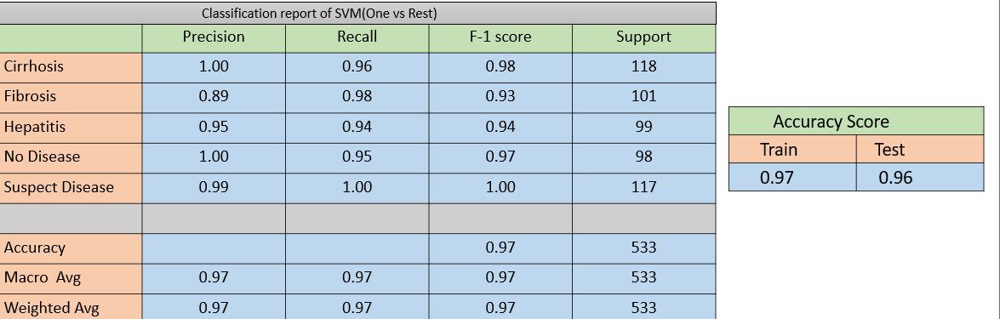 Classification report of SVM(One vs Rest)
Precision Recall F-1 score Support
Cirrhosis 1.00 0.96 0.98 118
Fibrosis 0.89 0.98 0.93 101
Hepatitis 0.95 0.94 0.94 99
No Disease 1.00 0.95 0.97 98
Suspect Disease 0.99 1.00 1.00 117
Accuracy 0.97 533
Macro Avg 0.97 0.97 0.97 533
Weighted Avg 0.97 0.97 0.97 533
Accuracy Score
Train Test
0.97 0.96